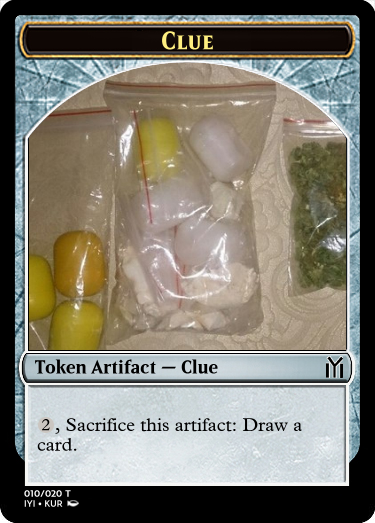 Clue
Token Artifact — Clue
2, Sacrifice this artifact: Draw a
card.
010/020 T
IYI • KUR